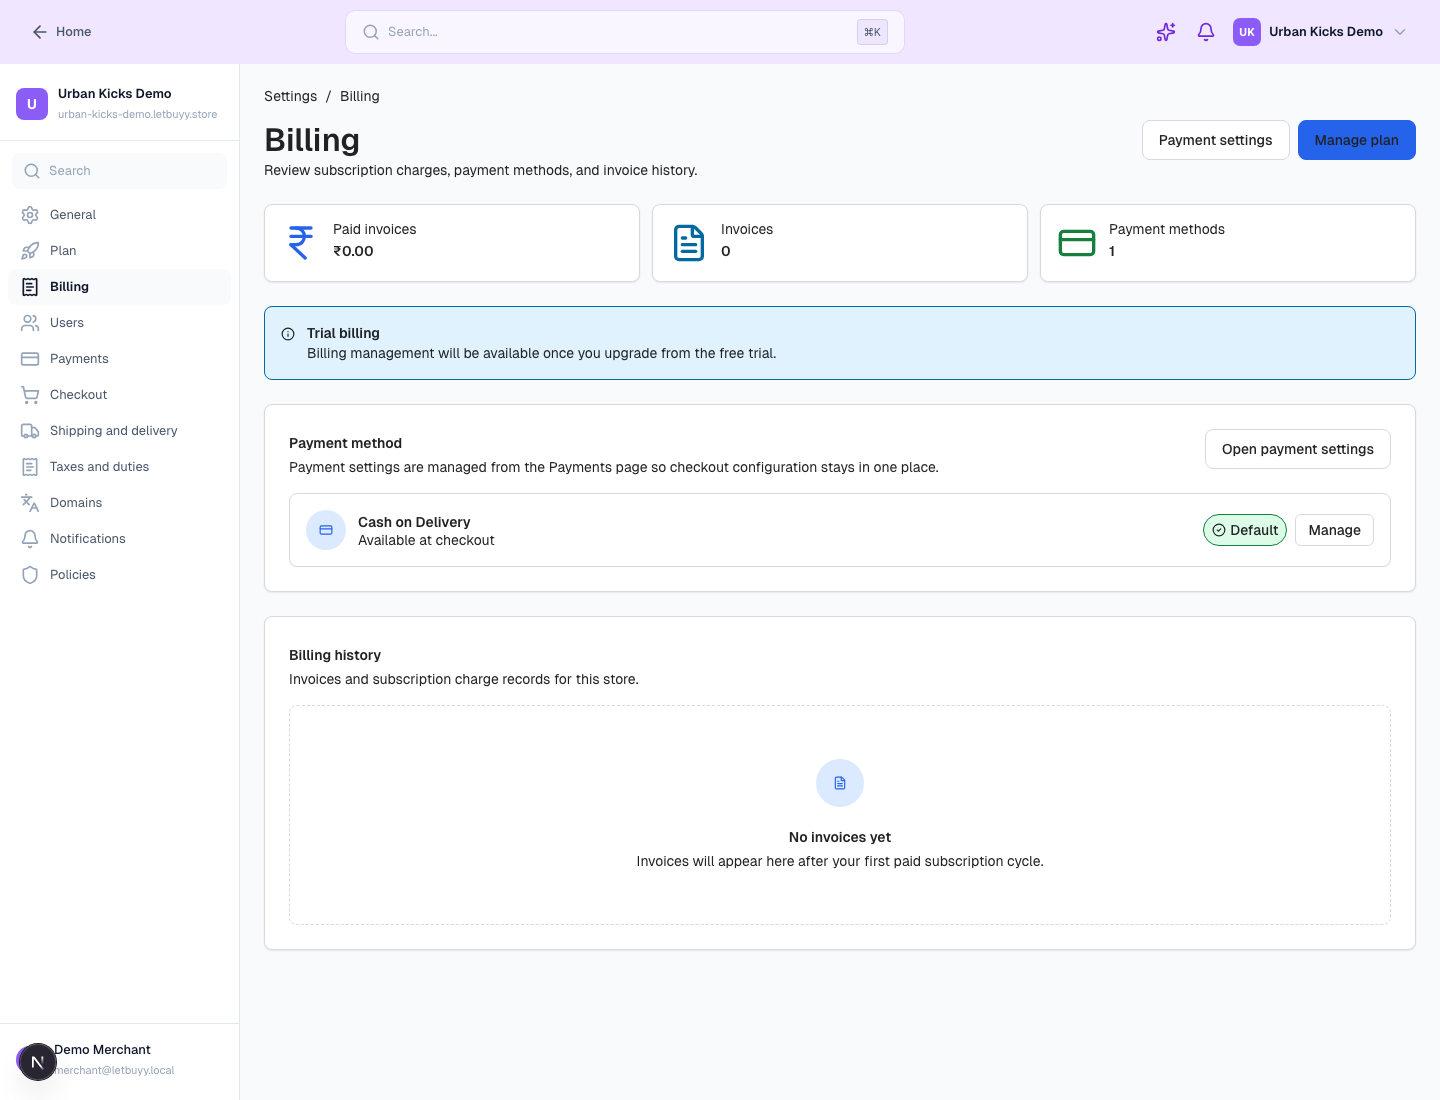 Home
Search...
⌘K
UK
Urban Kicks Demo
U
Urban Kicks Demo
urban-kicks-demo.letbuyy.store
Search
General
Plan
Billing
Users
Payments
Checkout
Shipping and delivery
Taxes and duties
Domains
Notifications
Policies
Demo Merchant
merchant@letbuyy.local
N
Settings / Billing
Billing
Review subscription charges, payment methods, and invoice history.
Payment settings
Manage plan
Paid invoices
₹0.00
Invoices
0
Payment methods
1
Trial billing
Billing management will be available once you upgrade from the free trial.
Payment method
Payment settings are managed from the Payments page so checkout configuration stays in one place.
Open payment settings
Cash on Delivery
Available at checkout
Default
Manage
Billing history
Invoices and subscription charge records for this store.
No invoices yet
Invoices will appear here after your first paid subscription cycle.